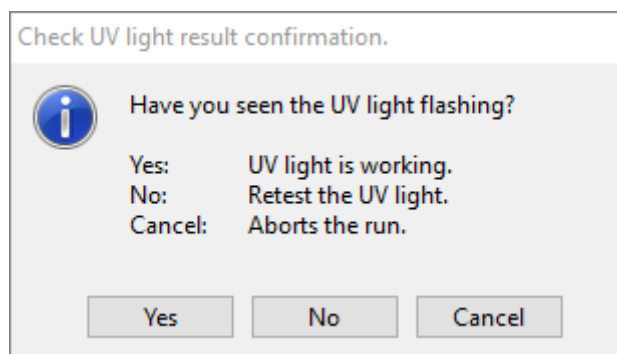 Check UV light result confirmation.
Have you seen the UV light flashing?
Yes: UV light is working.
No: Retest the UV light.
Cancel: Aborts the run.
Yes No Cancel